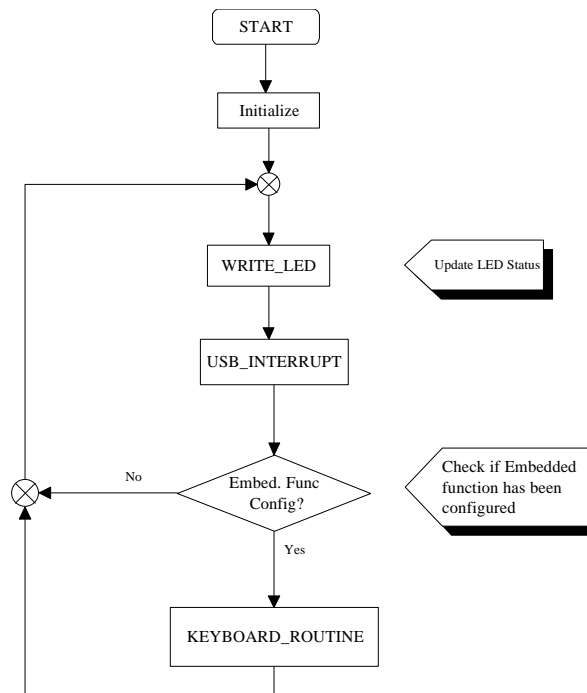 START
Initialize
WRITE_LED
Update LED Status
USB_INTERRUPT
Embed. Func
Config?
No
Check if Embedded
function has been
configured
Yes
KEYBOARD_ROUTINE